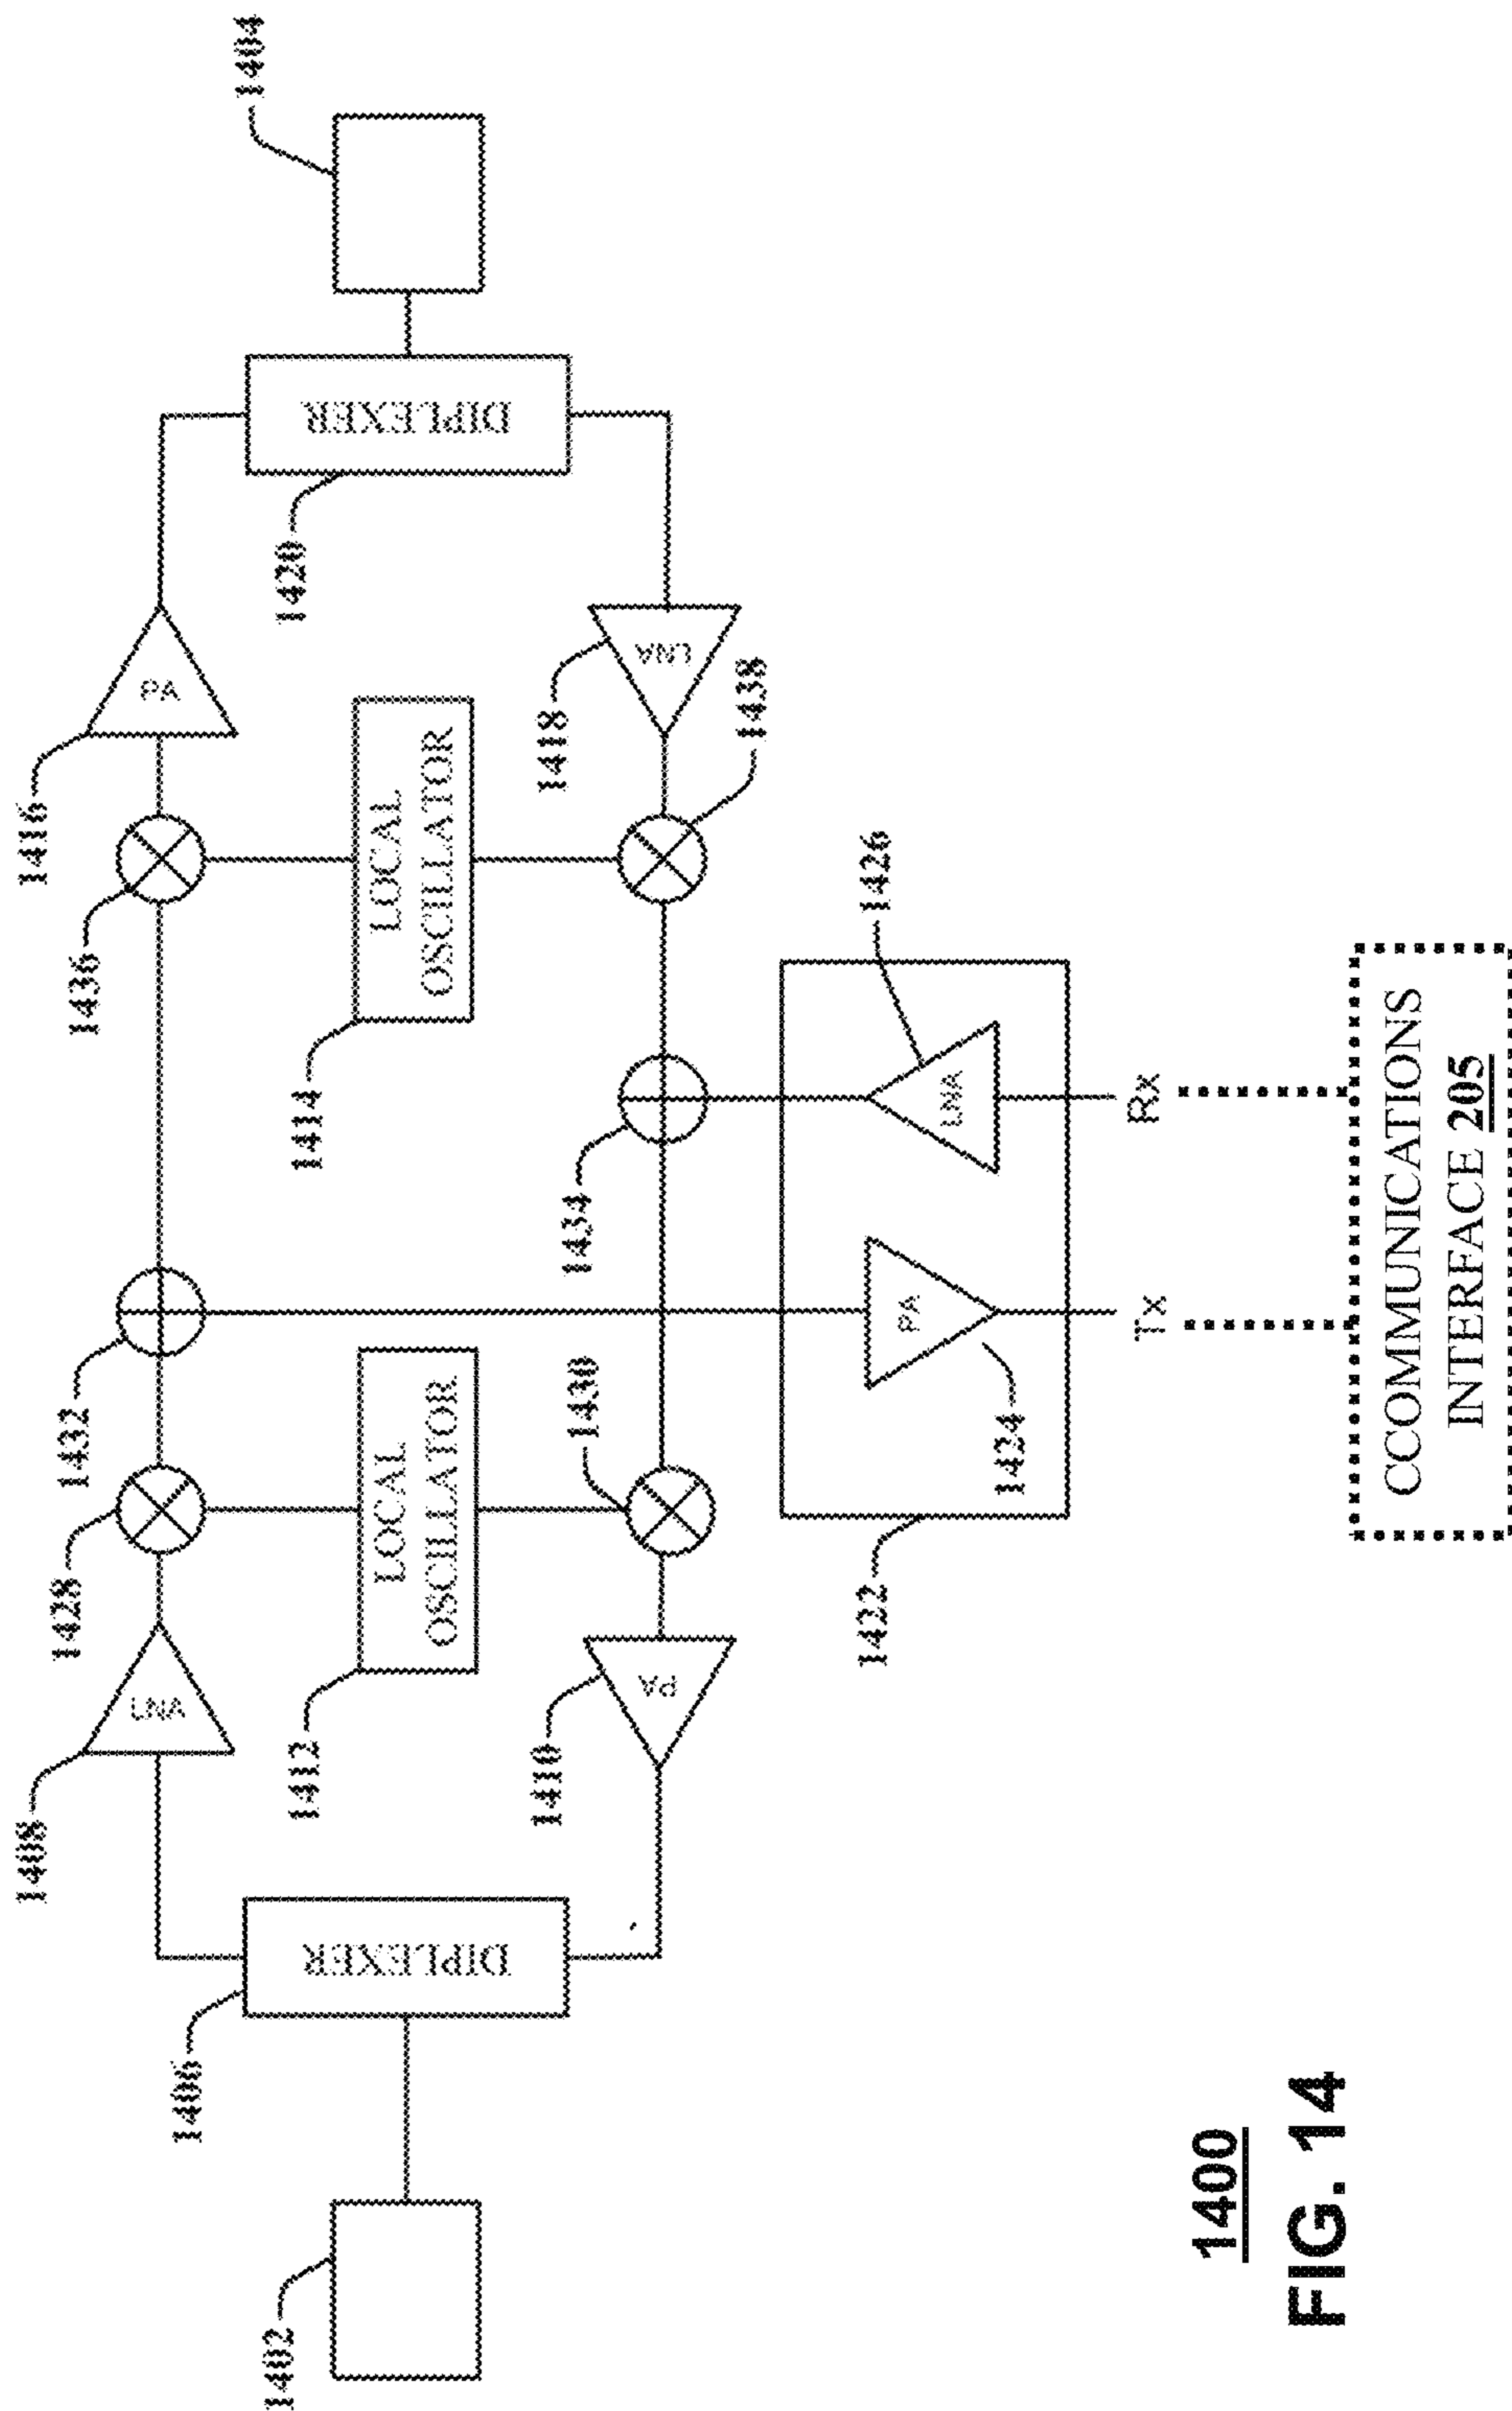 1404
1416
1436
PA
1420
DIPLEXER
1414
LOCAL
OSCILLATOR
1418
LNA
1438
1432
1434
1426
LNA
Rx
1428
1412
LOCAL
OSCILLATOR
1430
PA
1424
Tx
1422
CCOMMUNICATIONS
INTERFACE 205
1408
LNA
1410
PA
1406
DIPLEXER
1402
1400
FIG. 14